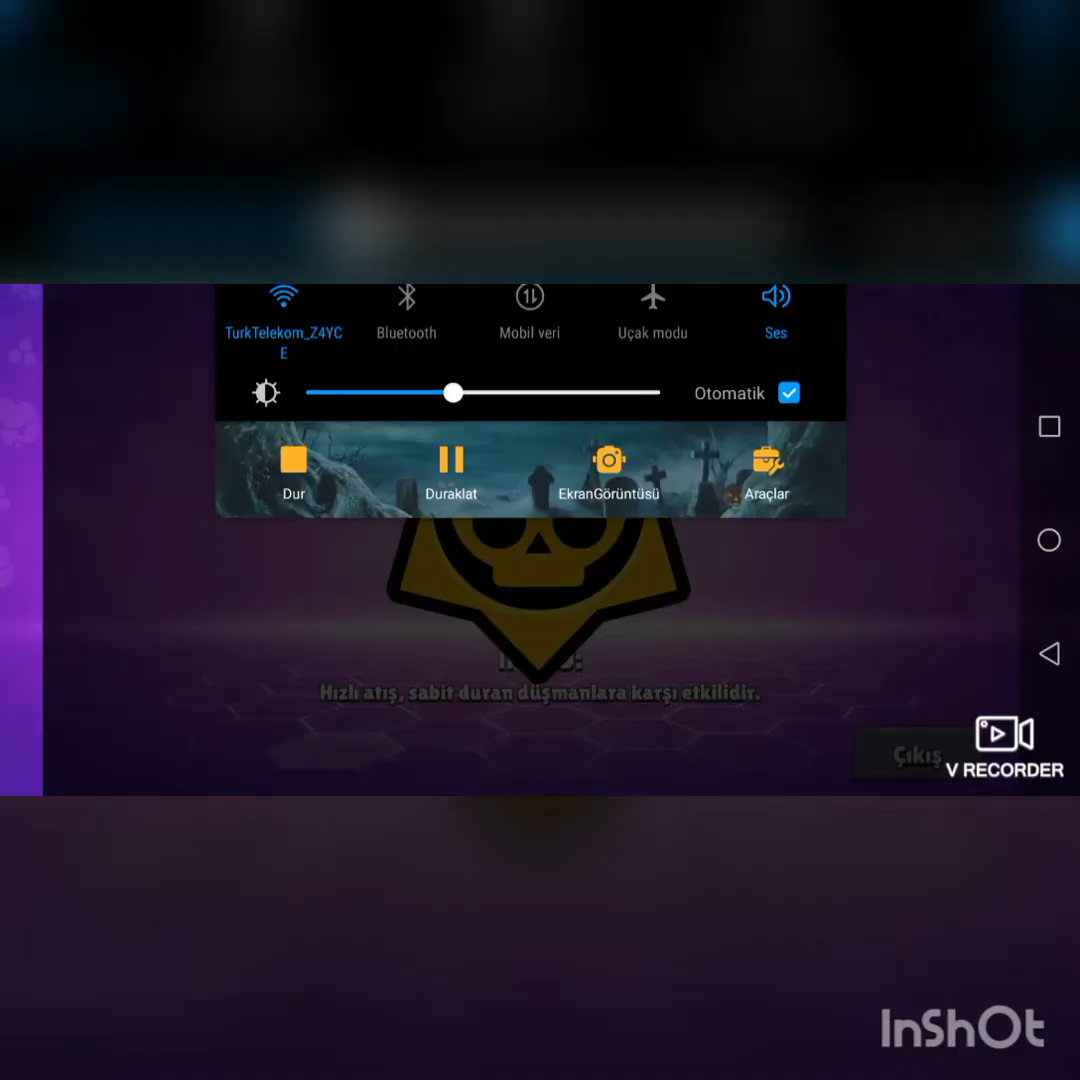 TurkTelekom_Z4YC
E
Bluetooth
Mobil veri
Uçak modu
Ses
Otomatik
Dur
Duraklat
EkranGörüntüsü
Araçlar
Hızlı atış, sabit duran düşmanlara karşı etkilidir.
Çıkış
V RECORDER
InShOt